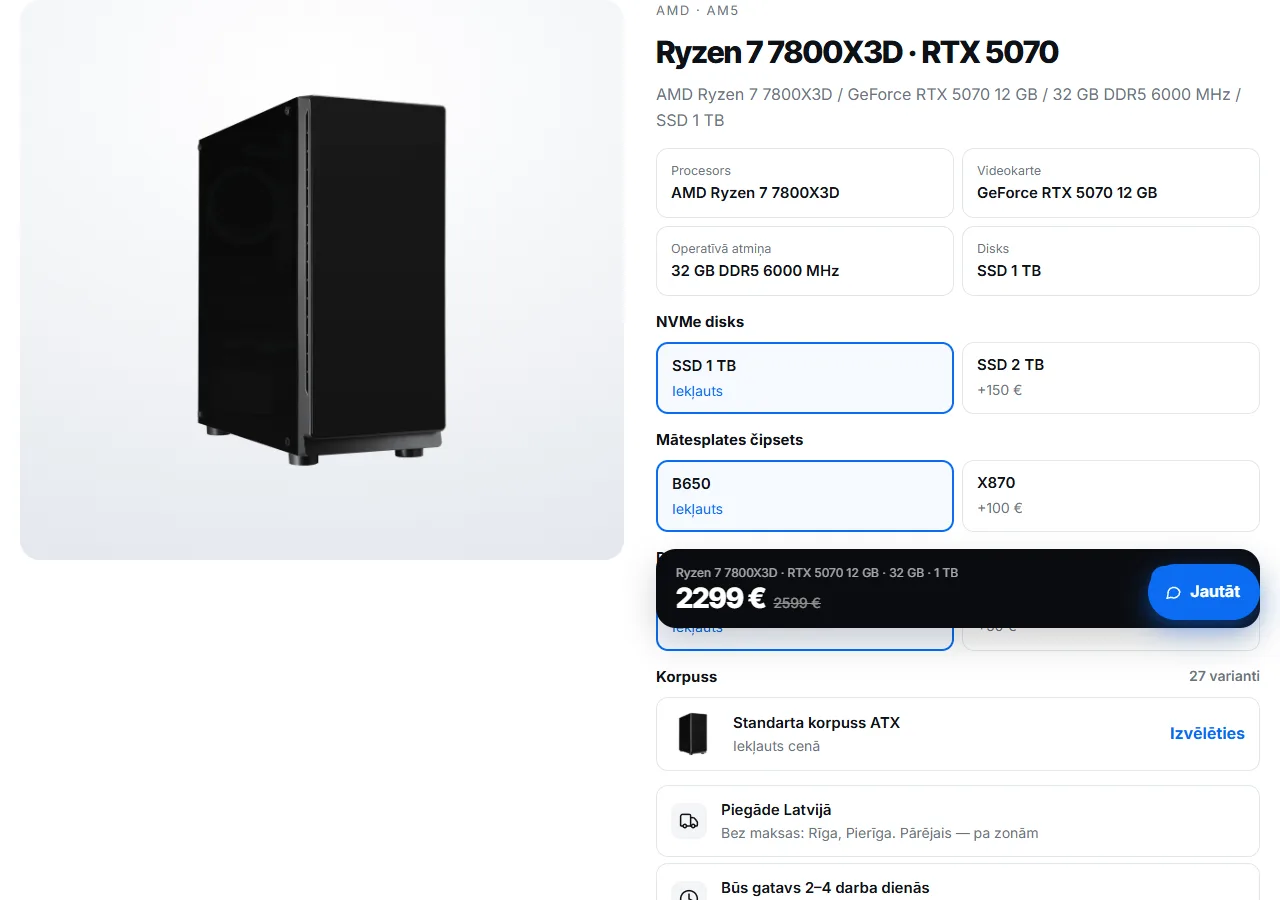 AMD · AM5
Ryzen 7 7800X3D · RTX 5070
AMD Ryzen 7 7800X3D / GeForce RTX 5070 12 GB / 32 GB DDR5 6000 MHz /
SSD 1 TB
Procesors
AMD Ryzen 7 7800X3D
Videokarte
GeForce RTX 5070 12 GB
Operatīvā atmiņa
32 GB DDR5 6000 MHz
Disks
SSD 1 TB
NVMe disks
SSD 1 TB
Iekļauts
SSD 2 TB
+150 €
Mātesplates čipsets
B650
Iekļauts
X870
+100 €
Ryzen 7 7800X3D · RTX 5070 12 GB · 32 GB · 1 TB
2299 € 2599 €
Jautāt
Iekļauts
Korpuss
27 varianti
Standarta korpuss ATX
Iekļauts cenā
Izvēlēties
Piegāde Latvijā
Bez maksas: Rīga, Pierīga. Pārējais — pa zonām
Būs gatavs 2–4 darba dienās